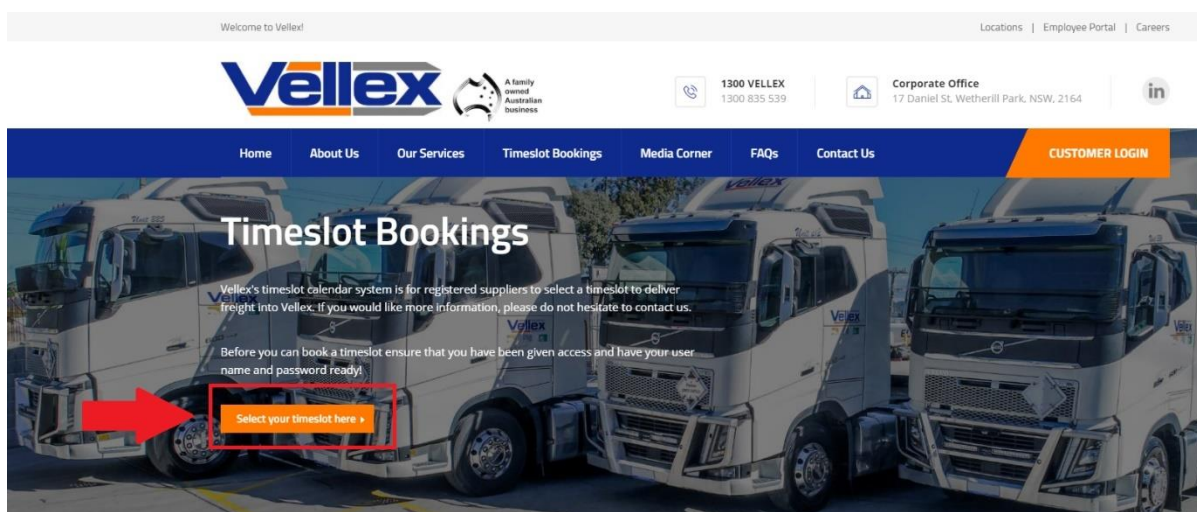 Welcome to Vellex!
Locations | Employee Portal | Careers
Vellex
A family
owned
Australian
business
1300 VELLEX
1300 835 539
Corporate Office
17 Daniel St, Wetherill Park, NSW, 2164
in
Home About Us Our Services Timeslot Bookings Media Corner FAQs Contact Us
CUSTOMER LOGIN
Timeslot Bookings
Vellex's timeslot calendar system is for registered suppliers to select a timeslot to deliver
freight into Vellex. If you would like more information, please do not hesitate to contact us.
Before you can book a timeslot ensure that you have been given access and have your user
name and password ready!
Select your timeslot here
Vellex
Vellex
Vellex
Vellex